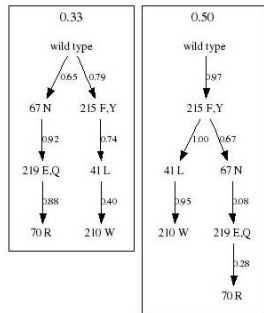 0.33
wild type
0.65 0.79
67 N 215 F,Y
0.92 0.74
219 E,Q 41 L
0.88 0.40
70 R 210 W
0.50
wild type
0.97
215 F,Y
1.00 0.67
41 L 67 N
0.95 0.08
210 W 219 E,Q
0.28
70 R